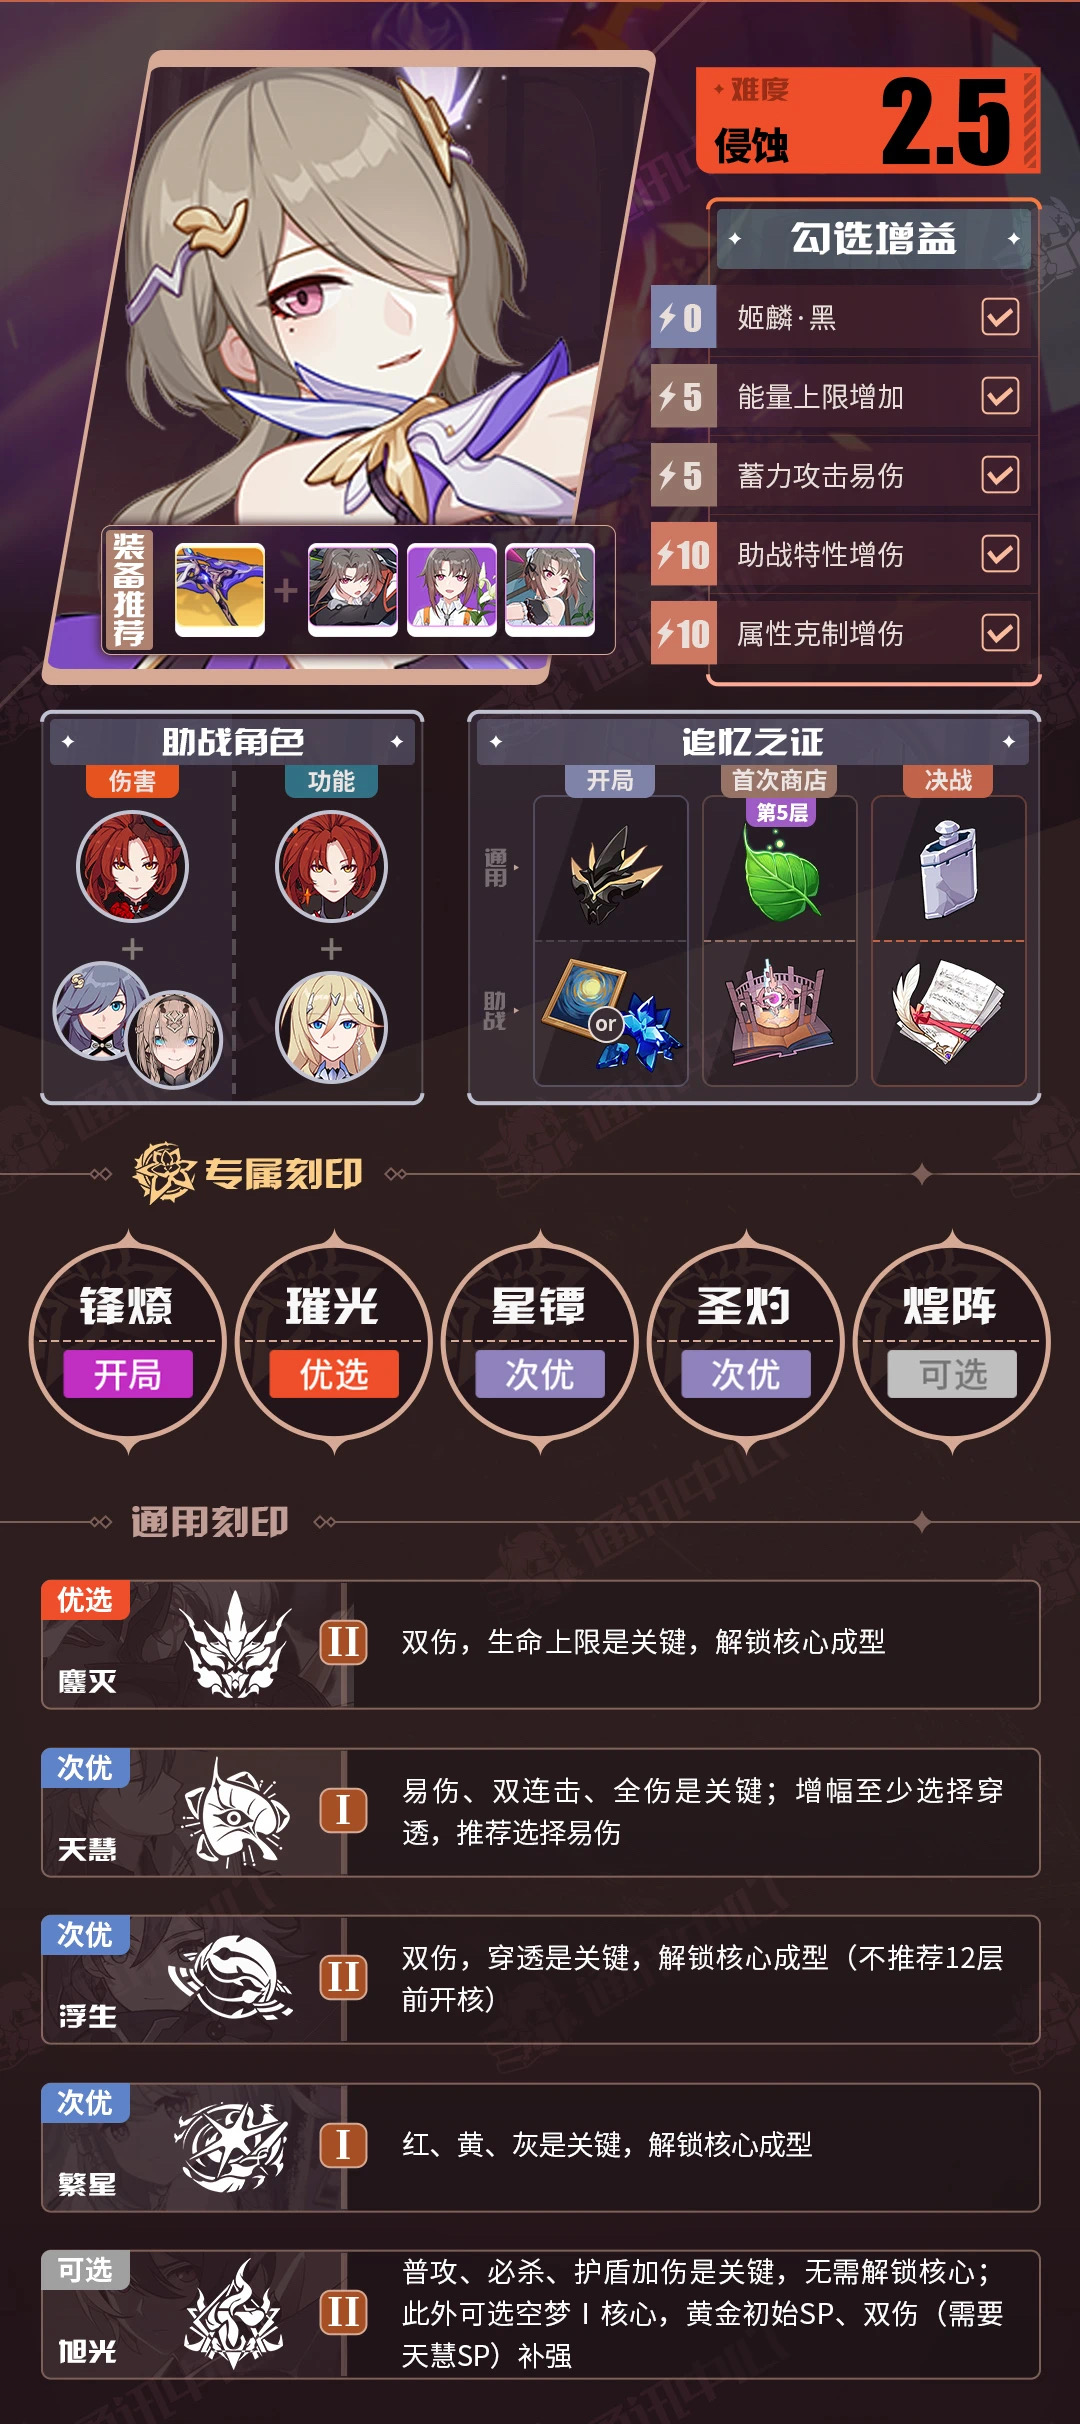 难度
侵蚀
2.5
勾选增益
0 姬麟·黑
5 能量上限增加
5 蓄力攻击易伤
10 助战特性增伤
10 属性克制增伤
装备推荐
助战角色
伤害 功能
追忆之证
开局 首次商店 决战
第5层
通用
助战
or
专属刻印
锋燎 璀光 星镡 圣灼 煌阵
开局 优选 次优 次优 可选
通用刻印
优选
鏖灭
II
双伤，生命上限是关键，解锁核心成型
次优
天慧
I
易伤、双连击、全伤是关键；增幅至少选择穿
透，推荐选择易伤
次优
浮生
II
双伤，穿透是关键，解锁核心成型（不推荐12层
前开核）
次优
繁星
I
红、黄、灰是关键，解锁核心成型
可选
旭光
II
普攻、必杀、护盾加伤是关键，无需解锁核心；
此外可选空梦Ⅰ核心，黄金初始SP、双伤（需要
天慧SP）补强
通讯中心